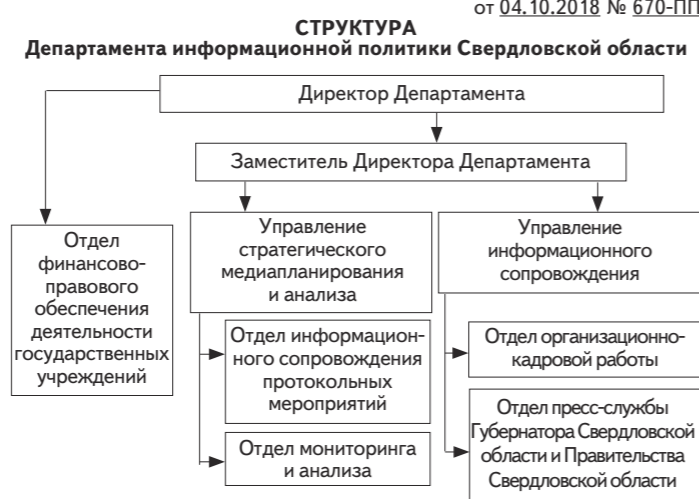 от 04.10.2018 № 670-ПП
СТРУКТУРА
Департамента информационной политики Свердловской области
Директор Департамента
Заместитель Директора Департамента
Отдел
финансово-
правового
обеспечения
деятельности
государственных
учреждений
Управление
стратегического
медиапланирования
и анализа
Отдел информацион-
ного сопровождения
протокольных
мероприятий
Отдел мониторинга
и анализа
Управление
информационного
сопровождения
Отдел организационно-
кадровой работы
Отдел пресс-службы
Губернатора Свердловской
области и Правительства
Свердловской области